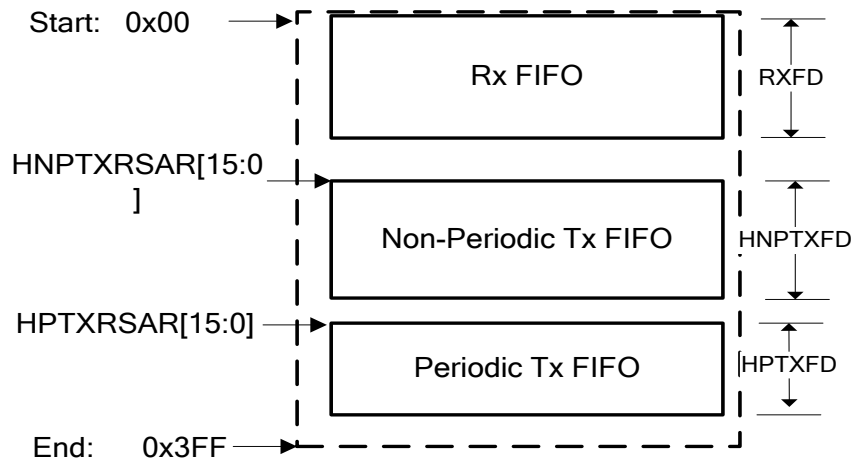 Start: 0x00
Rx FIFO
RXFD
HNPTXRSAR[15:0
]
Non-Periodic Tx FIFO
HNPTXFD
HPTXRSAR[15:0]
Periodic Tx FIFO
HPTXFD
End: 0x3FF